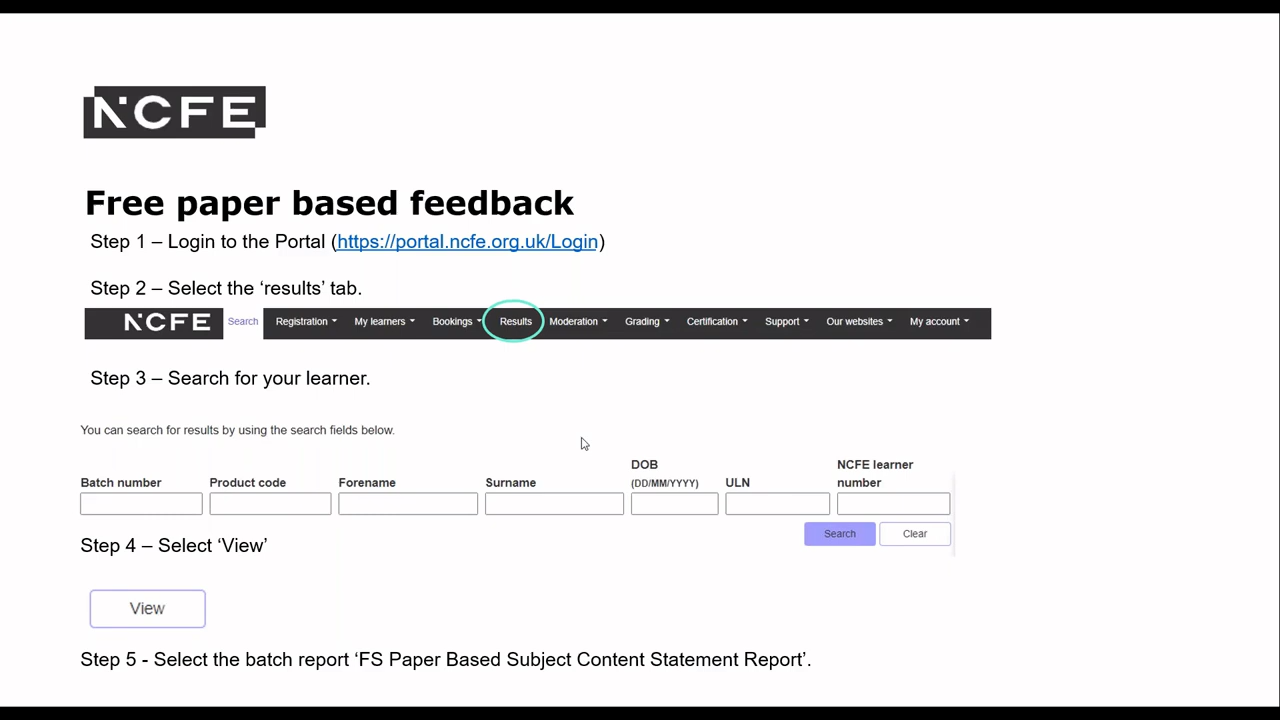 NCFE
Free paper based feedback
Step 1 – Login to the Portal (https://portal.ncfe.org.uk/Login)
Step 2 – Select the ‘results’ tab.
NCFE Search Registration My learners Bookings Results Moderation Grading Certification Support Our websites My account
Step 3 – Search for your learner.
You can search for results by using the search fields below.
Batch number Product code Forename Surname DOB (DD/MM/YYYY) ULN NCFE learner number
Search Clear
Step 4 – Select ‘View’
View
Step 5 - Select the batch report ‘FS Paper Based Subject Content Statement Report’.